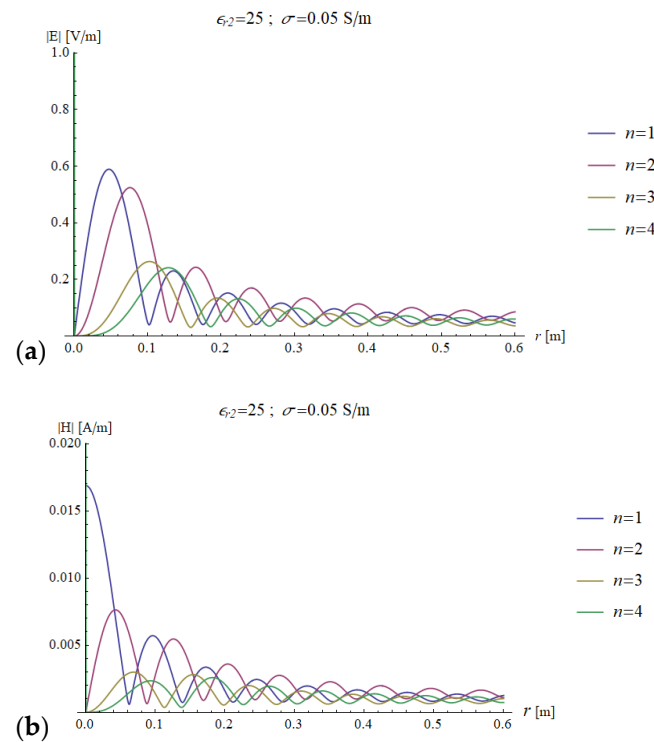 ϵr2=25 ; σ=0.05 S/m
|E| [V/m]
1.0
0.8
0.6
0.4
0.2
0.0 0.1 0.2 0.3 0.4 0.5 0.6
r [m]
n=1
n=2
n=3
n=4
(a)
ϵr2=25 ; σ=0.05 S/m
|H| [A/m]
0.020
0.015
0.010
0.005
0.0 0.1 0.2 0.3 0.4 0.5 0.6
r [m]
n=1
n=2
n=3
n=4
(b)